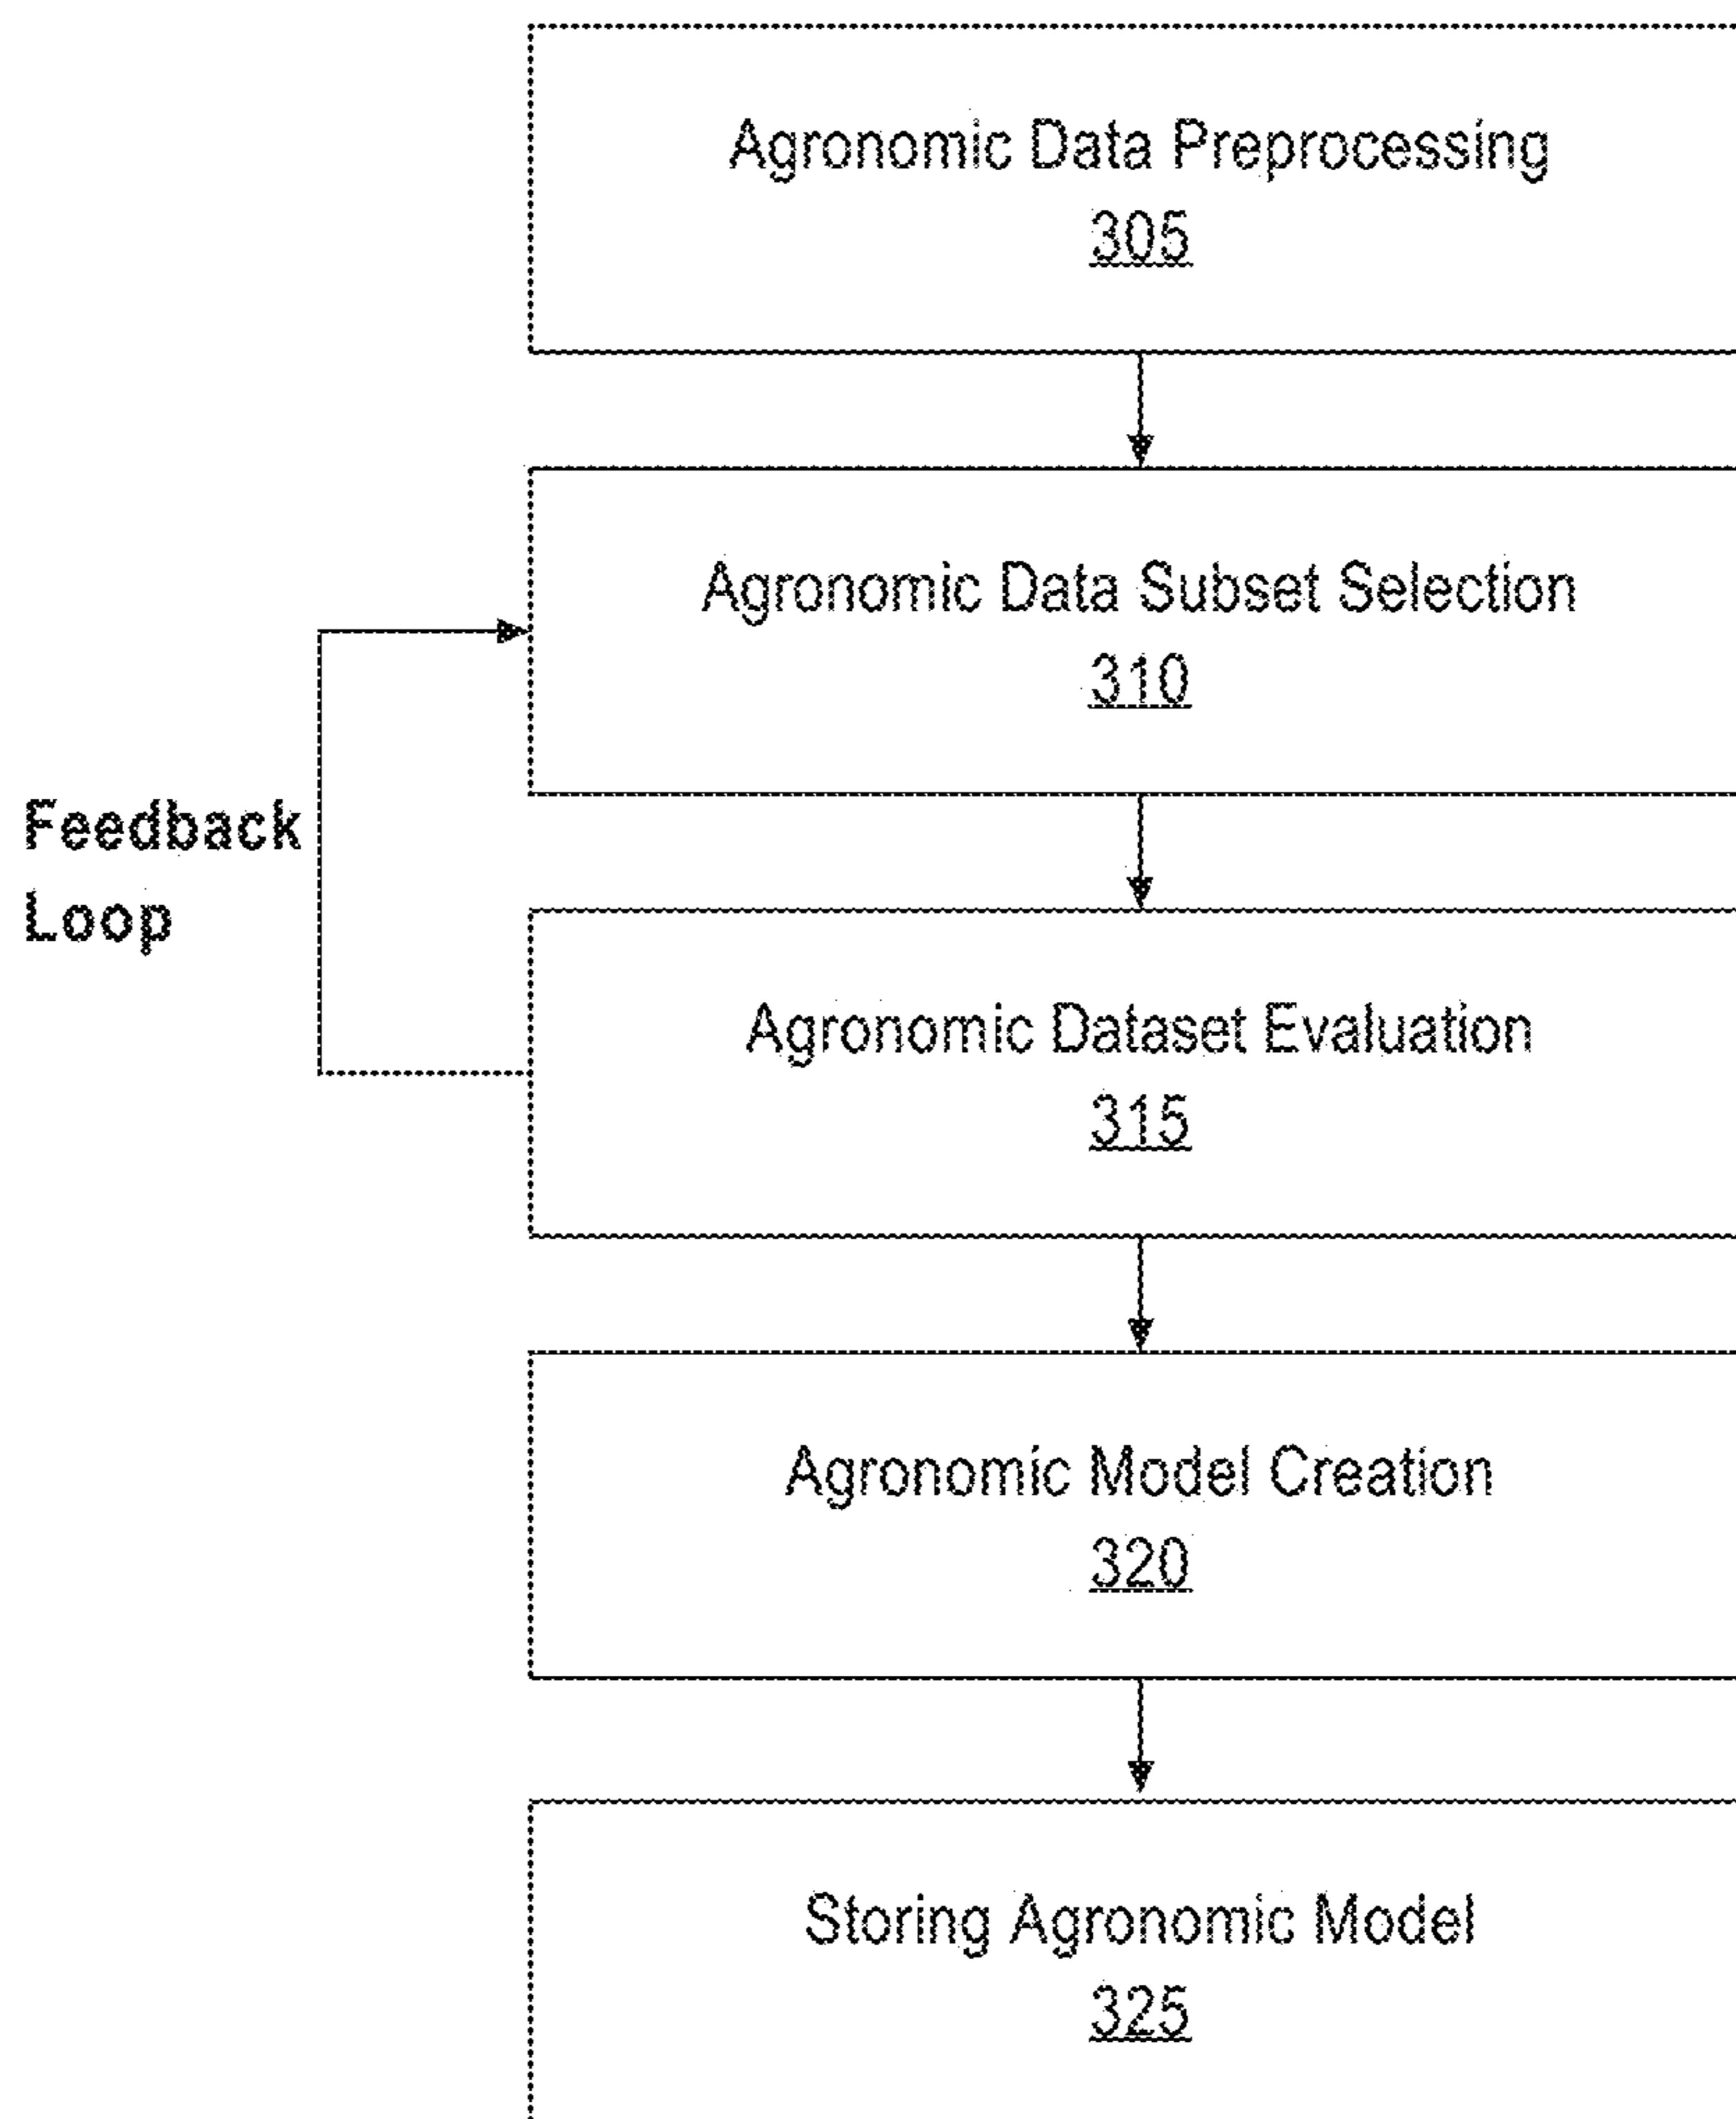 Agronomic Data Preprocessing
305
Agronomic Data Subset Selection
310
Feedback
Loop
Agronomic Dataset Evaluation
315
Agronomic Model Creation
320
Storing Agronomic Model
325